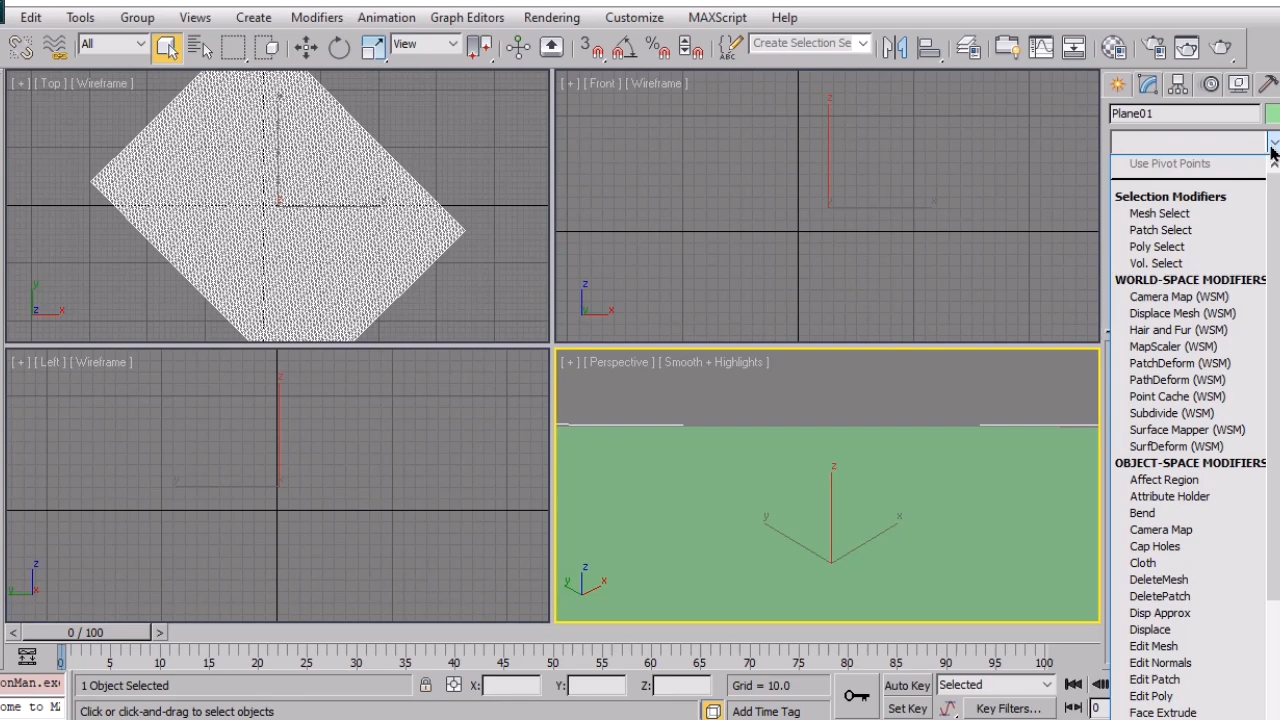 Edit Tools Group Views Create Modifiers Animation Graph Editors Rendering Customize MAXScript Help
All View 3 % ABC Create Selection Se
[ + ] [ Top ] [ Wireframe ]
[ + ] [ Front ] [ Wireframe ]
Plane01
Use Pivot Points
Selection Modifiers
Mesh Select
Patch Select
Poly Select
Vol. Select
WORLD-SPACE MODIFIERS
Camera Map (WSM)
Displace Mesh (WSM)
Hair and Fur (WSM)
MapScaler (WSM)
PatchDeform (WSM)
PathDeform (WSM)
Point Cache (WSM)
Subdivide (WSM)
Surface Mapper (WSM)
SurfDeform (WSM)
OBJECT-SPACE MODIFIERS
Affect Region
Attribute Holder
Bend
Camera Map
Cap Holes
Cloth
DeleteMesh
DeletePatch
Disp Approx
Displace
Edit Mesh
Edit Normals
Edit Patch
Edit Poly
Face Extrude
z
x
y
z x
z
x
z
y x
[ + ] [ Left ] [ Wireframe ]
[ + ] [ Perspective ] [ Smooth + Highlights ]
z
y
z
y x
z
y x
z
y x
< 0 / 100 >
0 5 10 15 20 25 30 35 40 45 50 55 60 65 70 75 80 85 90 95 100
1 Object Selected X: Y: Z: Grid = 10.0 Auto Key Selected
Click or click-and-drag to select objects Add Time Tag Set Key Key Filters... 0
onMan.exe